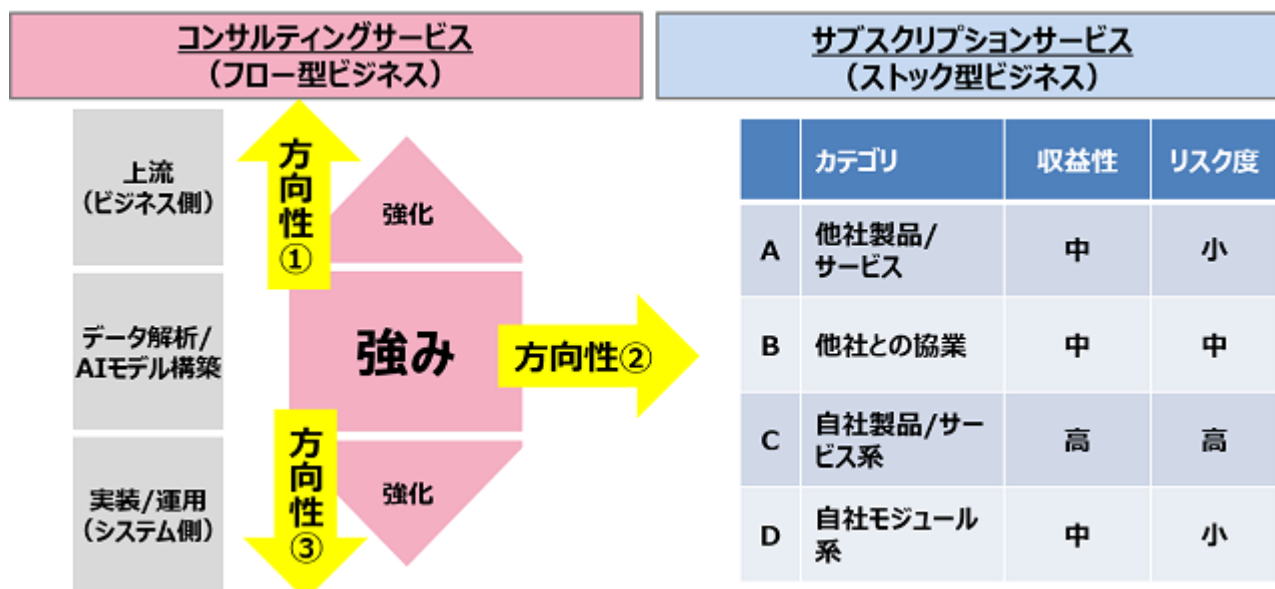 コンサルティングサービス
（フロー型ビジネス）
上流
（ビジネス側）
データ解析/
AIモデル構築
実装/運用
（システム側）
方向性①
強化
強み
方向性②
方向性③
強化
サブスクリプションサービス
（ストック型ビジネス）
カテゴリ 収益性 リスク度
A 他社製品/
サービス 中 小
B 他社との協業 中 中
C 自社製品/サー
ビス系 高 高
D 自社モジュール
系 中 小